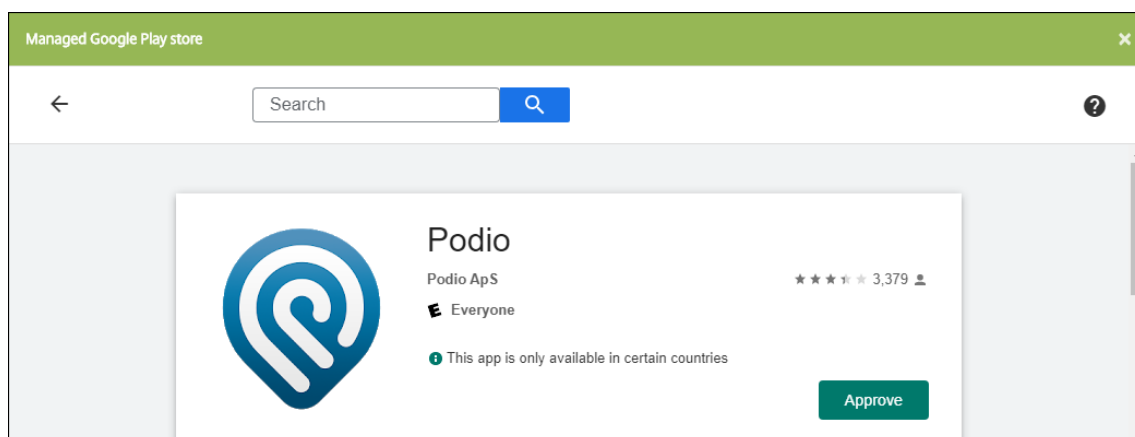 Managed Google Play store
Search
Podio
Podio ApS
3,379
E Everyone
This app is only available in certain countries
Approve